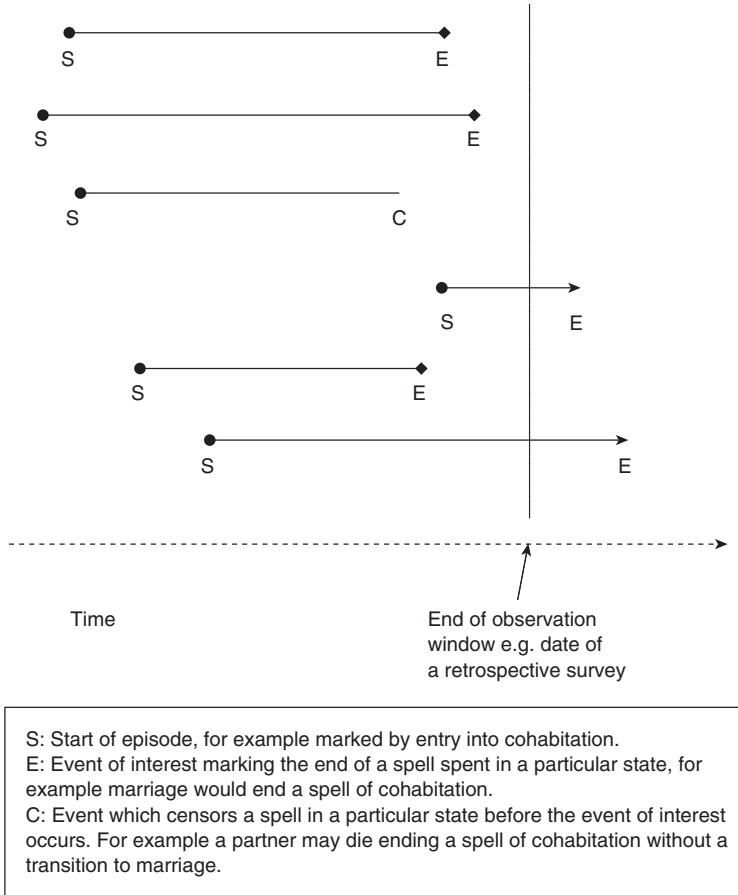 S E
S E
S C
S E
S E
S E
Time
End of observation
window e.g. date of
a retrospective survey
S: Start of episode, for example marked by entry into cohabitation.
E: Event of interest marking the end of a spell spent in a particular state, for
example marriage would end a spell of cohabitation.
C: Event which censors a spell in a particular state before the event of interest
occurs. For example a partner may die ending a spell of cohabitation without a
transition to marriage.